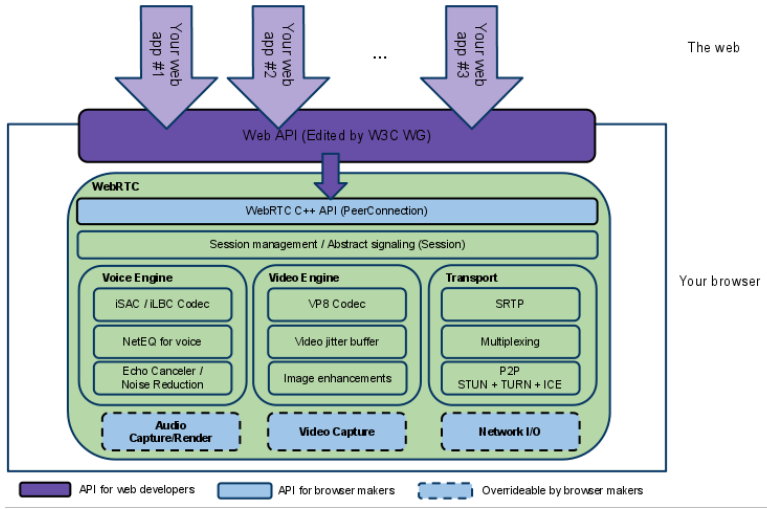 Your web
app #1
Your web
app #2
...
Your web
app #3
The web
Web API (Edited by W3C WG)
WebRTC
WebRTC C++ API (PeerConnection)
Session management / Abstract signaling (Session)
Your browser
Voice Engine
iSAC / iLBC Codec
NetEQ for voice
Echo Canceler /
Noise Reduction
Video Engine
VP8 Codec
Video jitter buffer
Image enhancements
Transport
SRTP
Multiplexing
P2P
STUN + TURN + ICE
Audio
Capture/Render
Video Capture
Network I/O
API for web developers
API for browser makers
Overrideable by browser makers